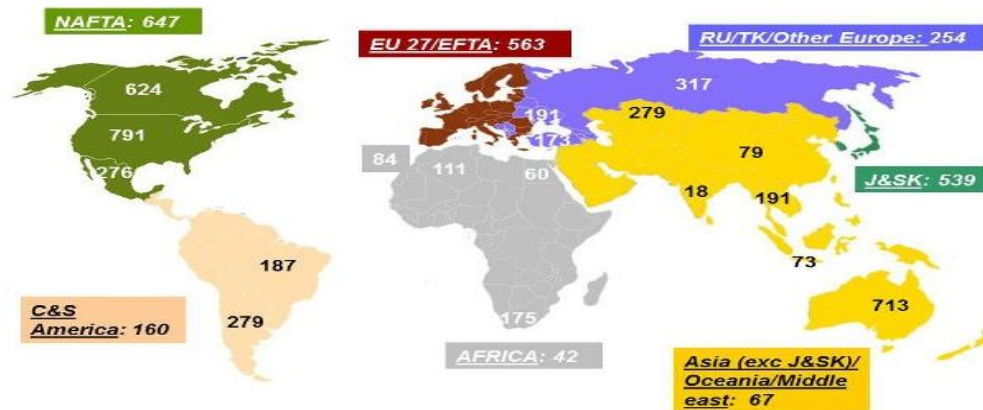 NAFTA: 647
EU 27/EFTA: 563
RU/TK/Other Europe: 254
624
317
791
191
279
276
173
84
111
60
79
18
191
J&SK: 539
187
73
C&S
America: 160
279
175
713
AFRICA: 42
Asia (exc J&SK)/
Oceania/Middle
east: 67